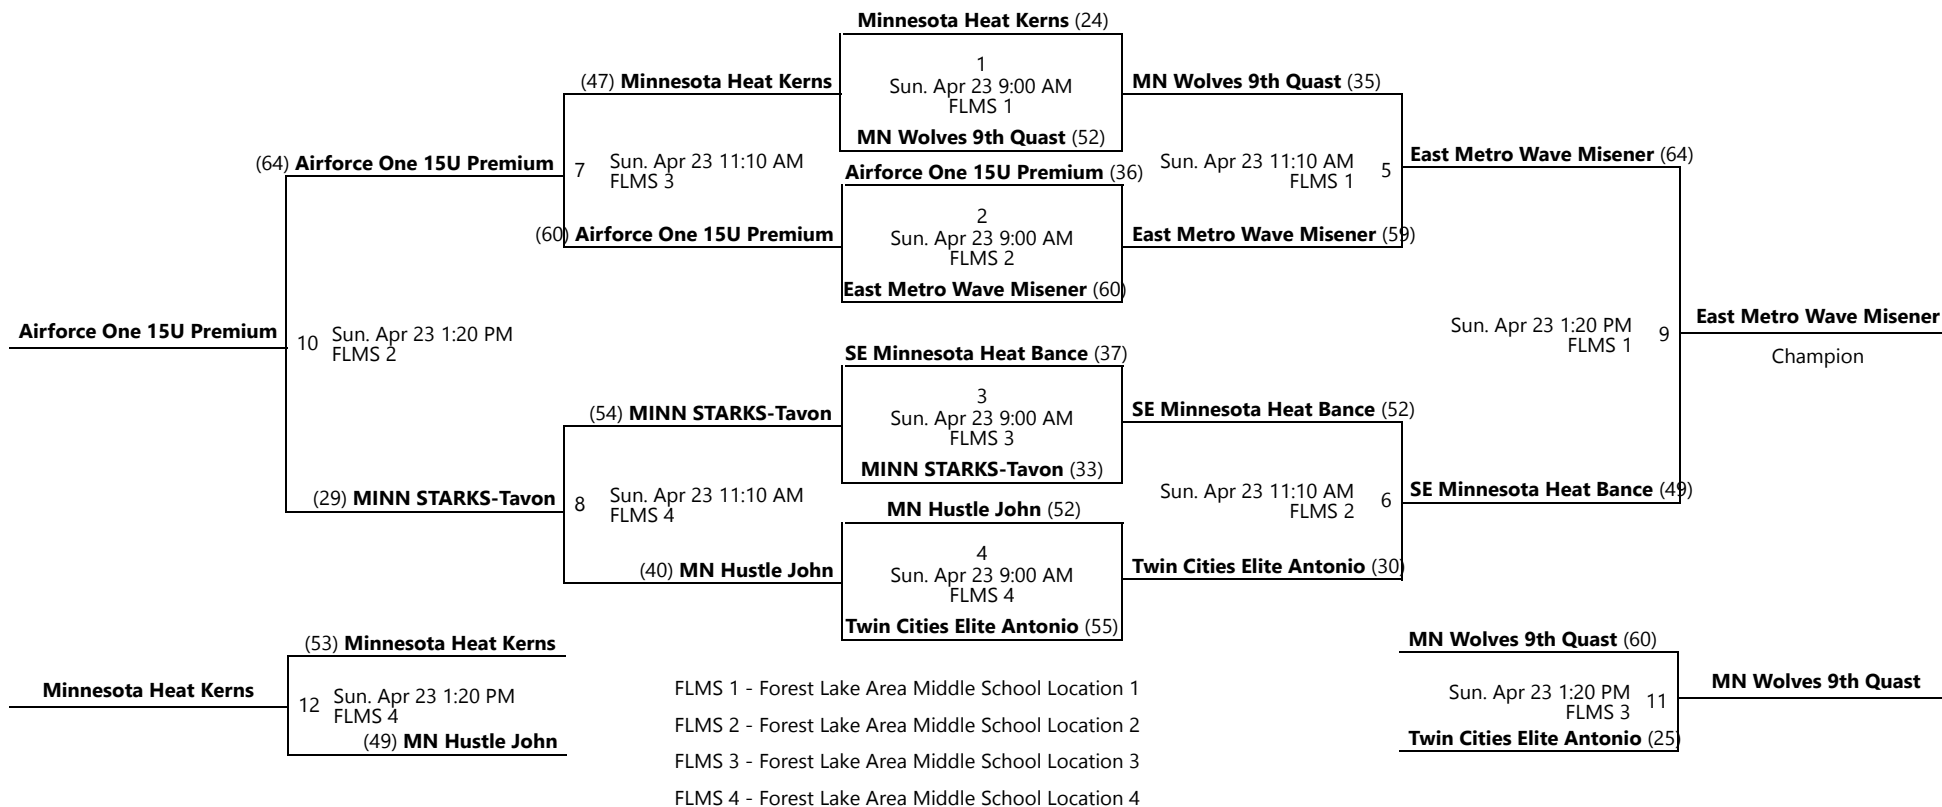 Minnesota Heat Kerns (24)
1
Sun. Apr 23 9:00 AM
FLMS 1
MN Wolves 9th Quast (52)
Airforce One 15U Premium (36)
2
Sun. Apr 23 9:00 AM
FLMS 2
East Metro Wave Misener (60)
SE Minnesota Heat Bance (37)
3
Sun. Apr 23 9:00 AM
FLMS 3
MINN STARKS-Tavon (33)
MN Hustle John (52)
4
Sun. Apr 23 9:00 AM
FLMS 4
Twin Cities Elite Antonio (55)
(47) Minnesota Heat Kerns
7 Sun. Apr 23 11:10 AM
FLMS 3
(60) Airforce One 15U Premium
(54) MINN STARKS-Tavon
8 Sun. Apr 23 11:10 AM
FLMS 4
(40) MN Hustle John
(64) Airforce One 15U Premium
10 Sun. Apr 23 1:20 PM
FLMS 2
(29) MINN STARKS-Tavon
Airforce One 15U Premium
MN Wolves 9th Quast (35)
Sun. Apr 23 11:10 AM 5
FLMS 1
East Metro Wave Misener (59)
SE Minnesota Heat Bance (52)
Sun. Apr 23 11:10 AM 6
FLMS 2
Twin Cities Elite Antonio (30)
East Metro Wave Misener (64)
Sun. Apr 23 1:20 PM 9
FLMS 1
SE Minnesota Heat Bance (49)
East Metro Wave Misener
Champion
(53) Minnesota Heat Kerns
12 Sun. Apr 23 1:20 PM
FLMS 4
(49) MN Hustle John
Minnesota Heat Kerns
FLMS 1 - Forest Lake Area Middle School Location 1
FLMS 2 - Forest Lake Area Middle School Location 2
FLMS 3 - Forest Lake Area Middle School Location 3
FLMS 4 - Forest Lake Area Middle School Location 4
MN Wolves 9th Quast (60)
Sun. Apr 23 1:20 PM 11
FLMS 3
Twin Cities Elite Antonio (25)
MN Wolves 9th Quast